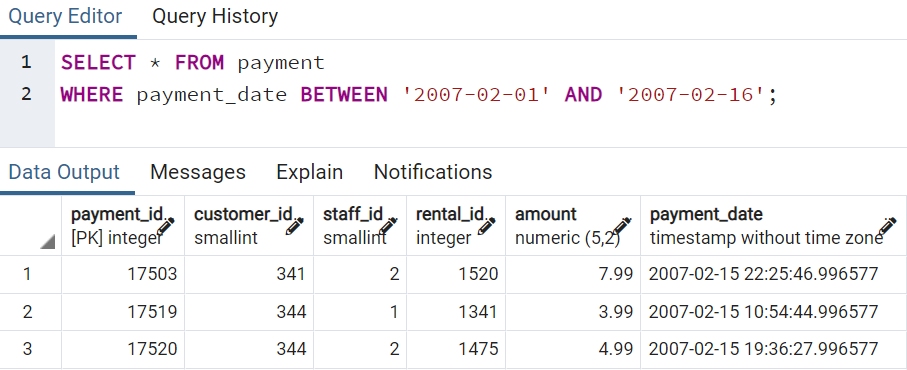 Query Editor Query History
1 SELECT * FROM payment
2 WHERE payment_date BETWEEN '2007-02-01' AND '2007-02-16';
Data Output Messages Explain Notifications
payment_id customer_id staff_id rental_id amount payment_date
[PK] integer smallint smallint integer numeric (5,2) timestamp without time zone
1 17503 341 2 1520 7.99 2007-02-15 22:25:46.996577
2 17519 344 1 1341 3.99 2007-02-15 10:54:44.996577
3 17520 344 2 1475 4.99 2007-02-15 19:36:27.996577